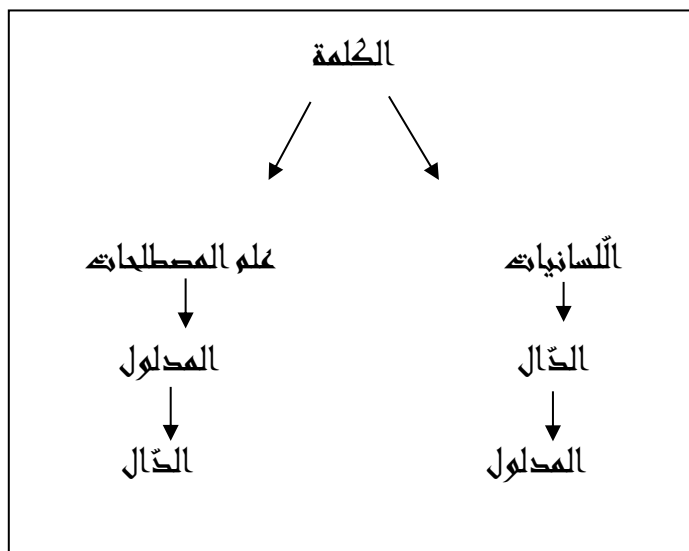 الكلمة
اللّسانيات علم المصطلحات
الدّال المدلول
المدلول الدّال